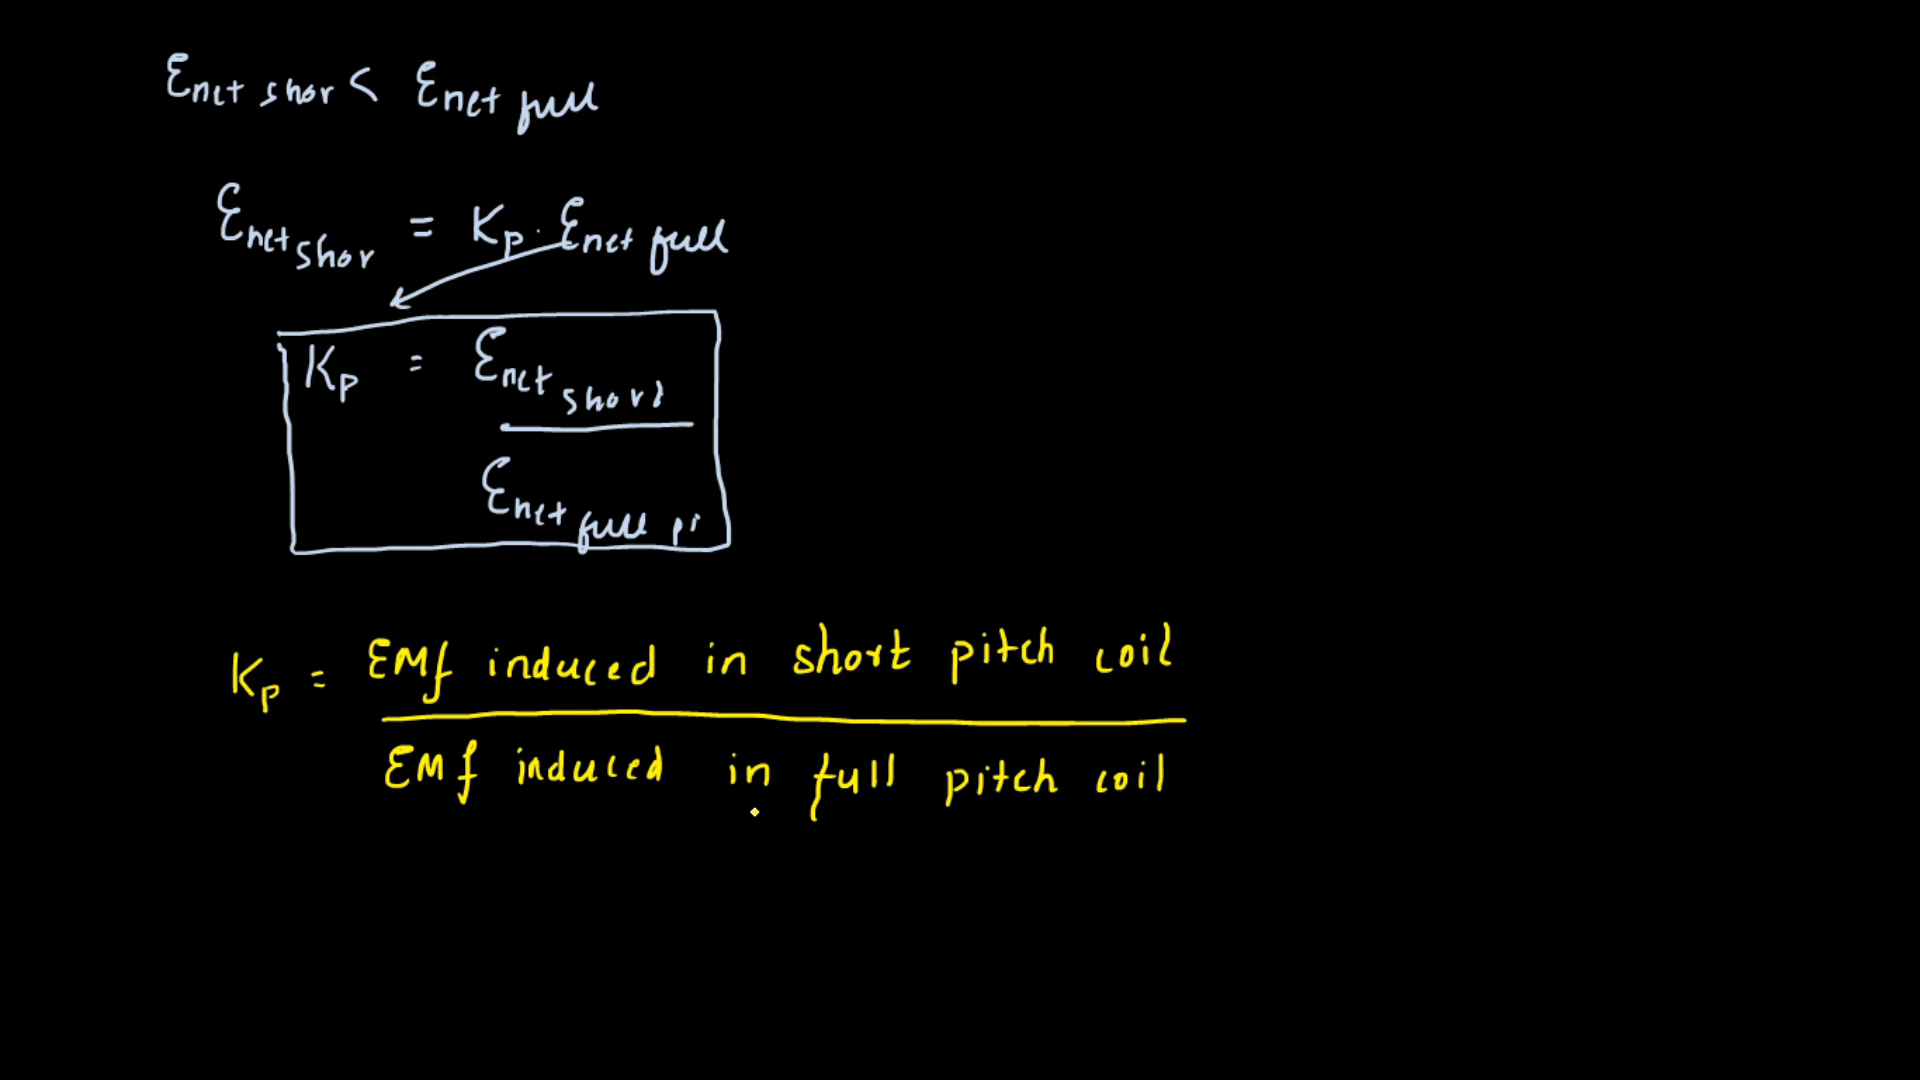 Enet shor < Enet full
Enet shor = Kp . Enet full
Kp = Enet short
Enet full pi
Kp = EMf induced in short pitch coil
EMf induced in full pitch coil